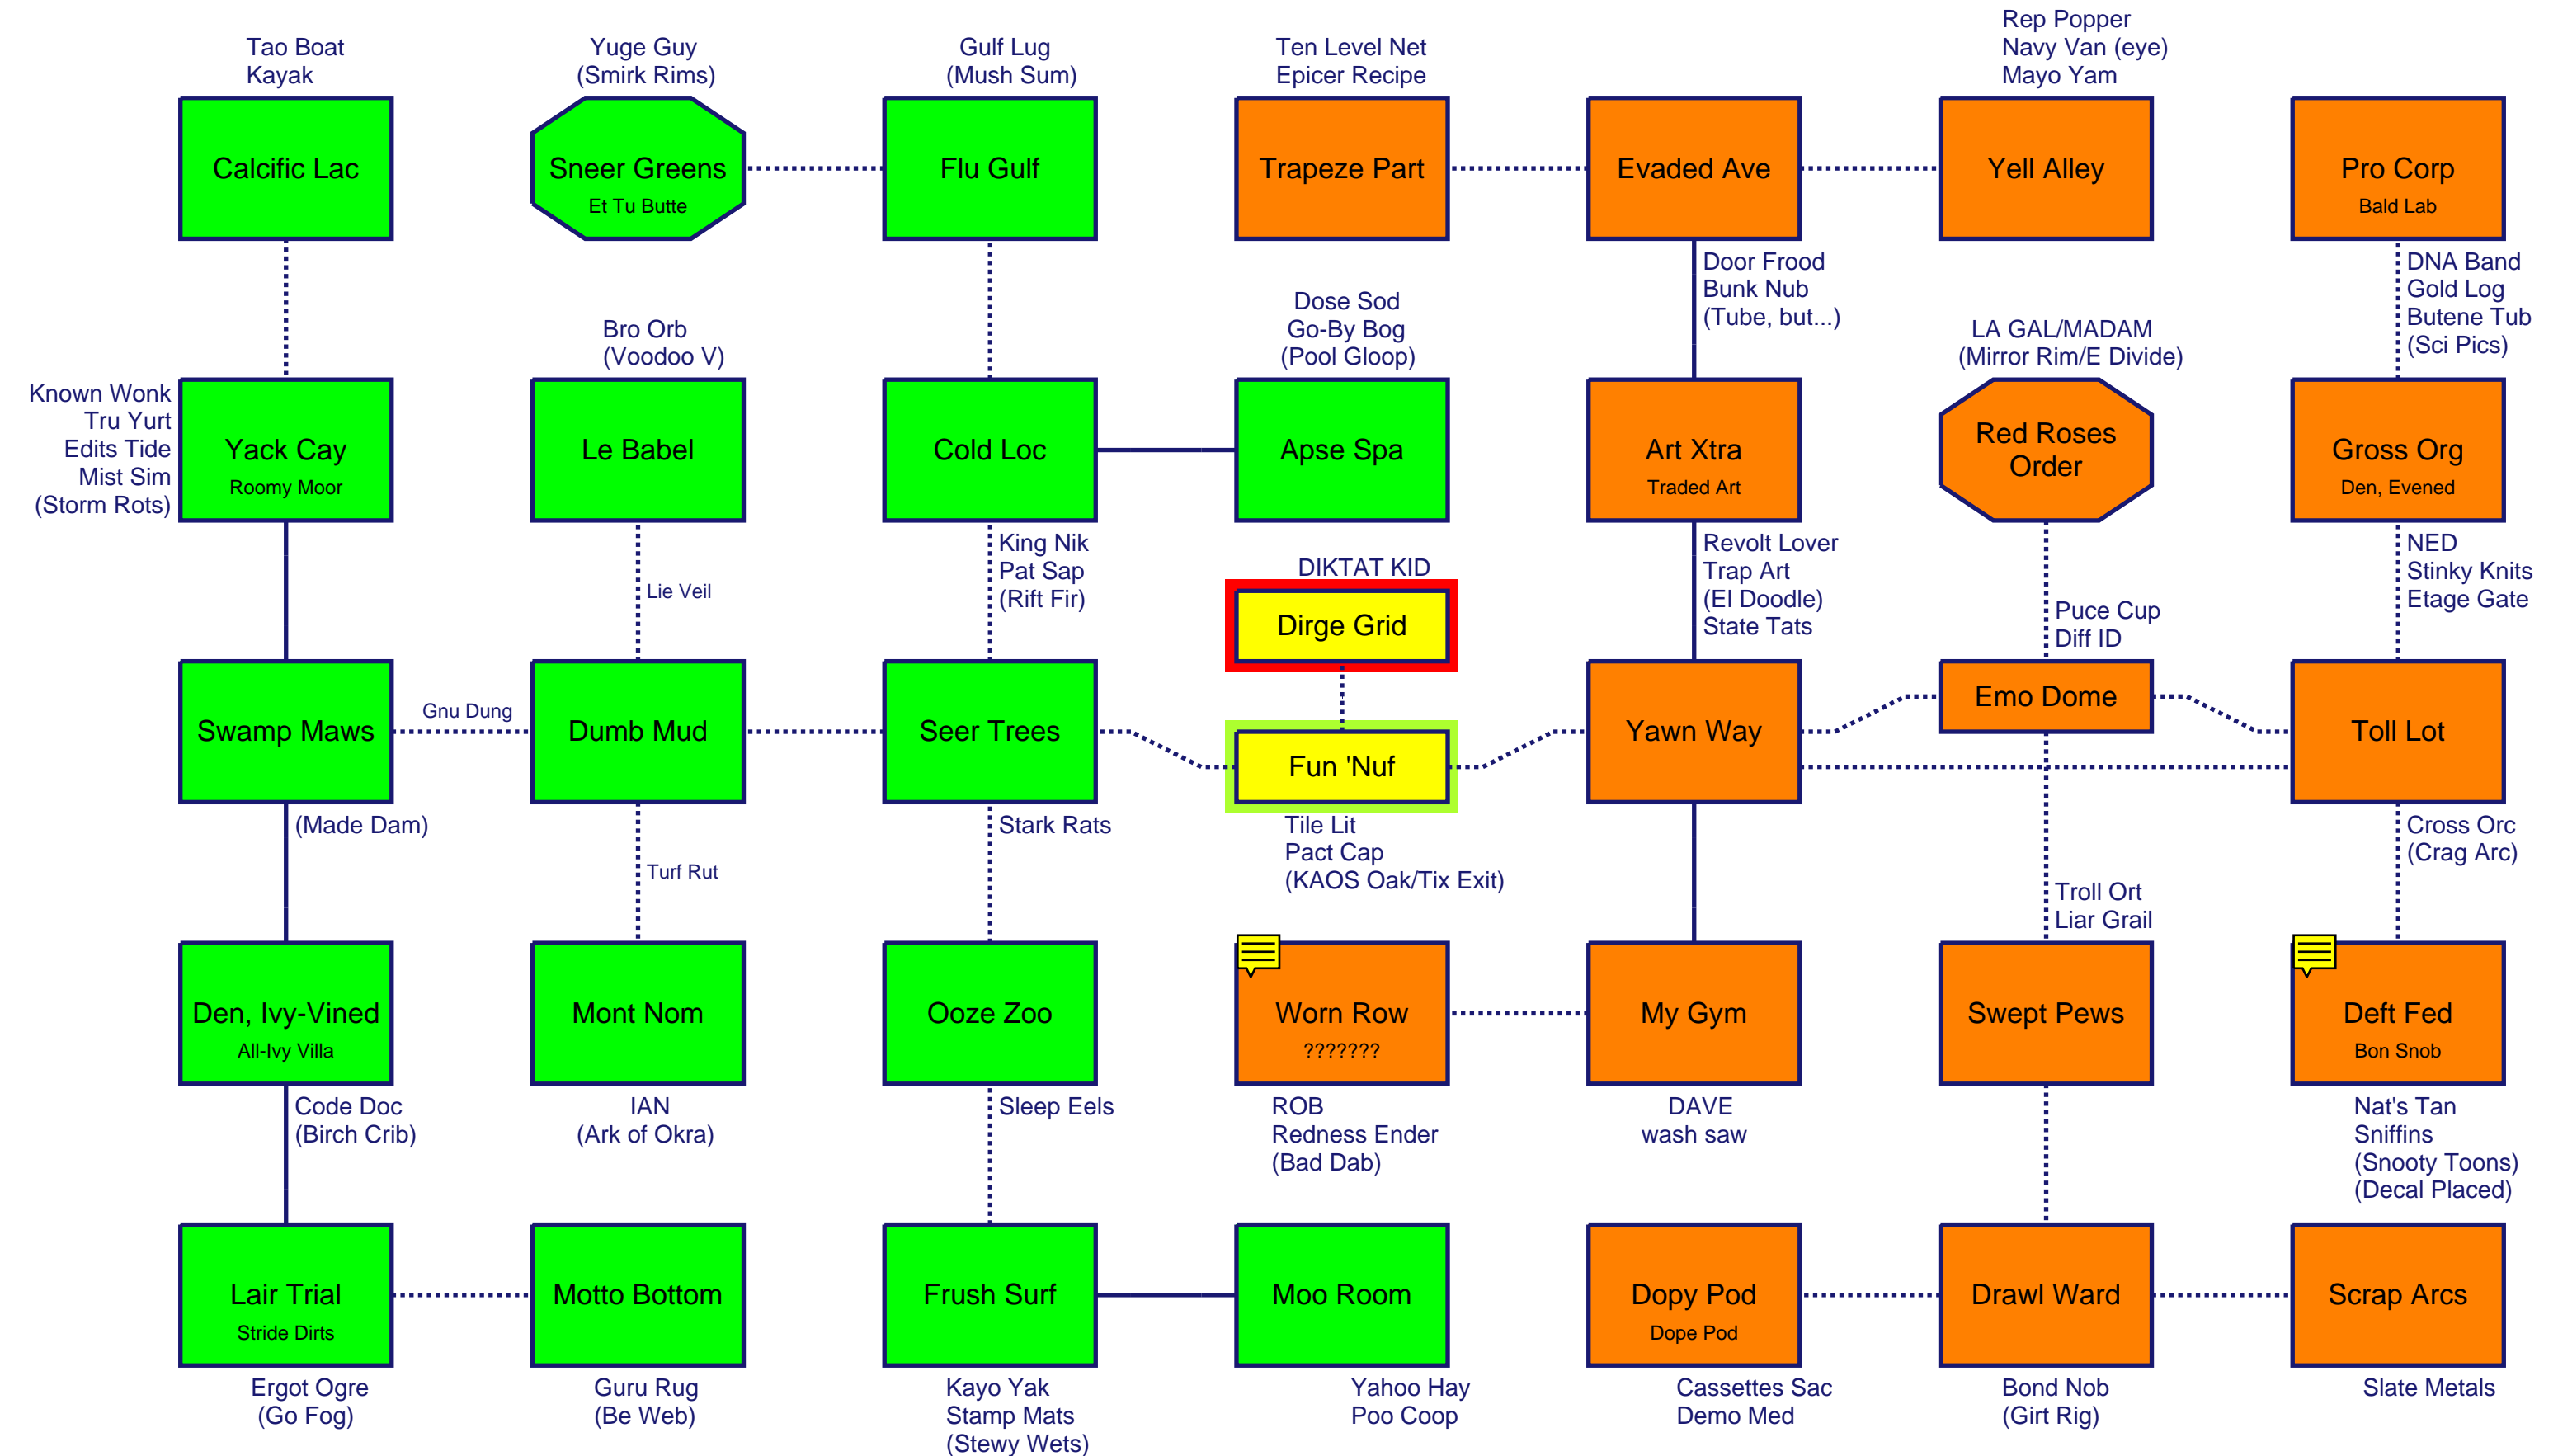 Tao Boat
Kayak
Yuge Guy
(Smirk Rims)
Gulf Lug
(Mush Sum)
Ten Level Net
Epicer Recipe
Rep Popper
Navy Van (eye)
Mayo Yam
Calcific Lac
Sneer Greens
Et Tu Butte
Flu Gulf
Trapeze Part
Evaded Ave
Yell Alley
Pro Corp
Bald Lab
Door Frood
Bunk Nub
(Tube, but...)
DNA Band
Gold Log
Butene Tub
(Sci Pics)
Bro Orb
(Voodoo V)
Dose Sod
Go-By Bog
(Pool Gloop)
LA GAL/MADAM
(Mirror Rim/E Divide)
Known Wonk
Tru Yurt
Edits Tide
Mist Sim
(Storm Rots)
Yack Cay
Roomy Moor
Le Babel
Cold Loc
Apse Spa
Art Xtra
Traded Art
Red Roses
Order
Gross Org
Den, Evened
Lie Veil
King Nik
Pat Sap
(Rift Fir)
DIKTAT KID
Dirge Grid
Revolt Lover
Trap Art
(El Doodle)
State Tats
Puce Cup
Diff ID
NED
Stinky Knits
Etage Gate
Swamp Maws
Gnu Dung
Dumb Mud
Seer Trees
Fun 'Nuf
Yawn Way
Emo Dome
Toll Lot
(Made Dam)
Turf Rut
Stark Rats
Tile Lit
Pact Cap
(KAOS Oak/Tix Exit)
Troll Ort
Liar Grail
Cross Orc
(Crag Arc)
Den, Ivy-Vined
All-Ivy Villa
Mont Nom
Ooze Zoo
Worn Row
???????
My Gym
Swept Pews
Deft Fed
Bon Snob
Code Doc
(Birch Crib)
IAN
(Ark of Okra)
Sleep Eels
ROB
Redness Ender
(Bad Dab)
DAVE
wash saw
Nat's Tan
Sniffins
(Snooty Toons)
(Decal Placed)
Lair Trial
Stride Dirts
Motto Bottom
Frush Surf
Moo Room
Dopy Pod
Dope Pod
Drawl Ward
Scrap Arcs
Ergot Ogre
(Go Fog)
Guru Rug
(Be Web)
Kayo Yak
Stamp Mats
(Stewy Wets)
Yahoo Hay
Poo Coop
Cassettes Sac
Demo Med
Bond Nob
(Girt Rig)
Slate Metals